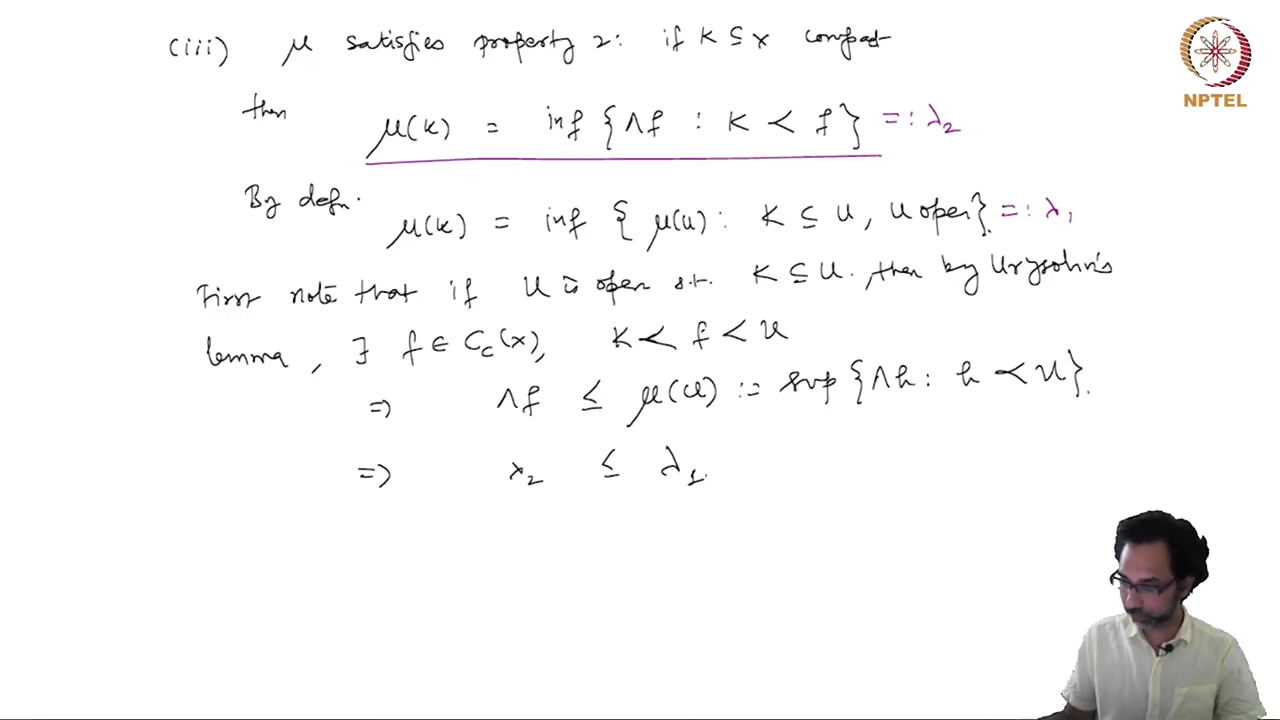 (iii) μ satisfies property 2: if K ⊆ X compact
NPTEL
then μ(K) = inf {Λf : K < f} =: λ₂
By defn. μ(K) = inf { μ(U) : K ⊆ U, U open}. =: λ₁
First note that if U is open s.t. K ⊆ U. , then by Urysohn's
lemma, ∃ f ∈ C_c(X), K < f < U
⇒ Λf ≤ μ(U) := sup {Λh : h < U}.
⇒ λ₂ ≤ λ₁.